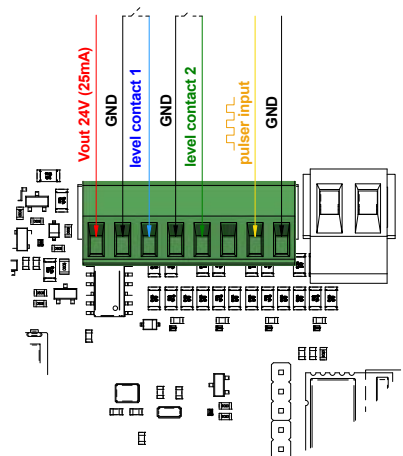 Vout 24V (25mA)
GND
level contact 1
GND
level contact 2
pulser input
GND